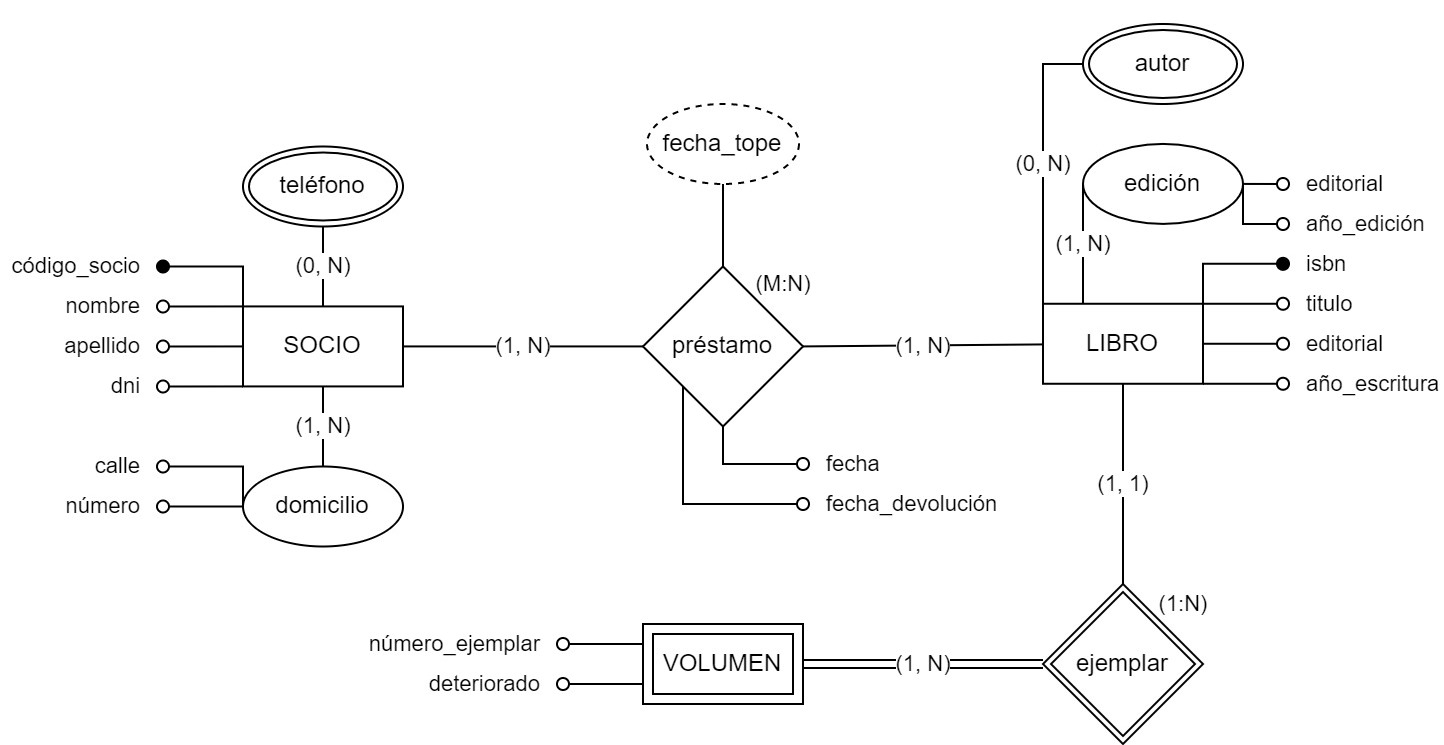 autor
fecha_tope
(0, N)
edición
editorial
año_edición
teléfono
(1, N)
código_socio
(0, N)
isbn
(M:N)
nombre
titulo
apellido
SOCIO
(1, N)
préstamo
(1, N)
LIBRO
editorial
dni
año_escritura
(1, N)
calle
fecha
(1, 1)
número
domicilio
fecha_devolución
(1:N)
número_ejemplar
VOLUMEN
(1, N)
ejemplar
deteriorado